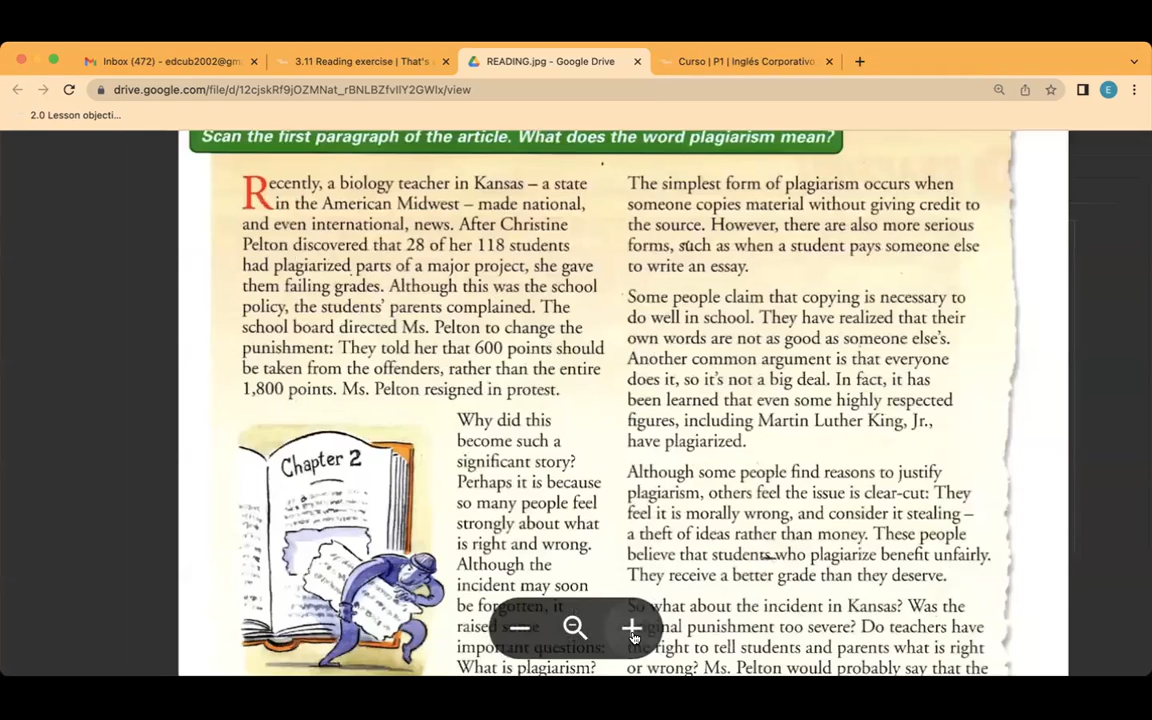 Inbox (472) - edcub2002@gm
3.11 Reading exercise | That's
READING.jpg - Google Drive
Curso | P1 | Inglés Corporativo
drive.google.com/file/d/12cjskRf9jOZMNat_rBNLBZfvIlY2GWlx/view
E
2.0 Lesson objecti...
Scan the first paragraph of the article. What does the word plagiarism mean?
Recently, a biology teacher in Kansas – a state
in the American Midwest – made national,
and even international, news. After Christine
Pelton discovered that 28 of her 118 students
had plagiarized parts of a major project, she gave
them failing grades. Although this was the school
policy, the students' parents complained. The
school board directed Ms. Pelton to change the
punishment: They told her that 600 points should
be taken from the offenders, rather than the entire
1,800 points. Ms. Pelton resigned in protest.
Chapter 2
Why did this
become such a
significant story?
Perhaps it is because
so many people feel
strongly about what
is right and wrong.
Although the
incident may soon
be forgotten, it
raised some
important questions:
What is plagiarism?
The simplest form of plagiarism occurs when
someone copies material without giving credit to
the source. However, there are also more serious
forms, such as when a student pays someone else
to write an essay.
Some people claim that copying is necessary to
do well in school. They have realized that their
own words are not as good as someone else's.
Another common argument is that everyone
does it, so it's not a big deal. In fact, it has
been learned that even some highly respected
figures, including Martin Luther King, Jr.,
have plagiarized.
Although some people find reasons to justify
plagiarism, others feel the issue is clear-cut: They
feel it is morally wrong, and consider it stealing –
a theft of ideas rather than money. These people
believe that students who plagiarize benefit unfairly.
They receive a better grade than they deserve.
So what about the incident in Kansas? Was the
original punishment too severe? Do teachers have
the right to tell students and parents what is right
or wrong? Ms. Pelton would probably say that the